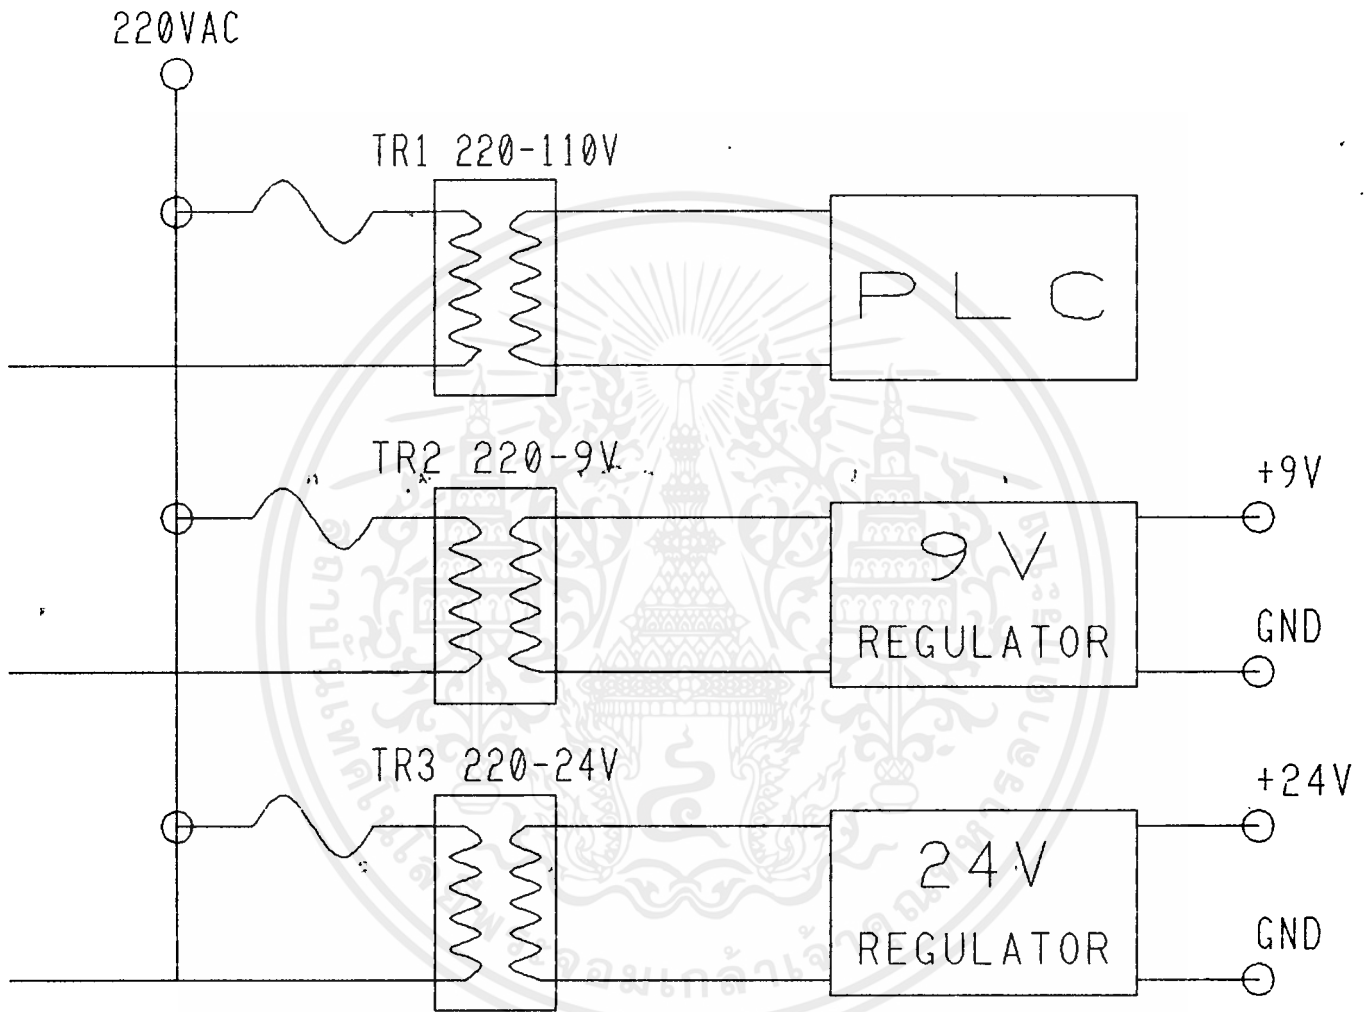 220VAC
TR1 220-110V
PLC
TR2 220-9V
+9V
9V
REGULATOR
GND
TR3 220-24V
+24V
24V
REGULATOR
GND